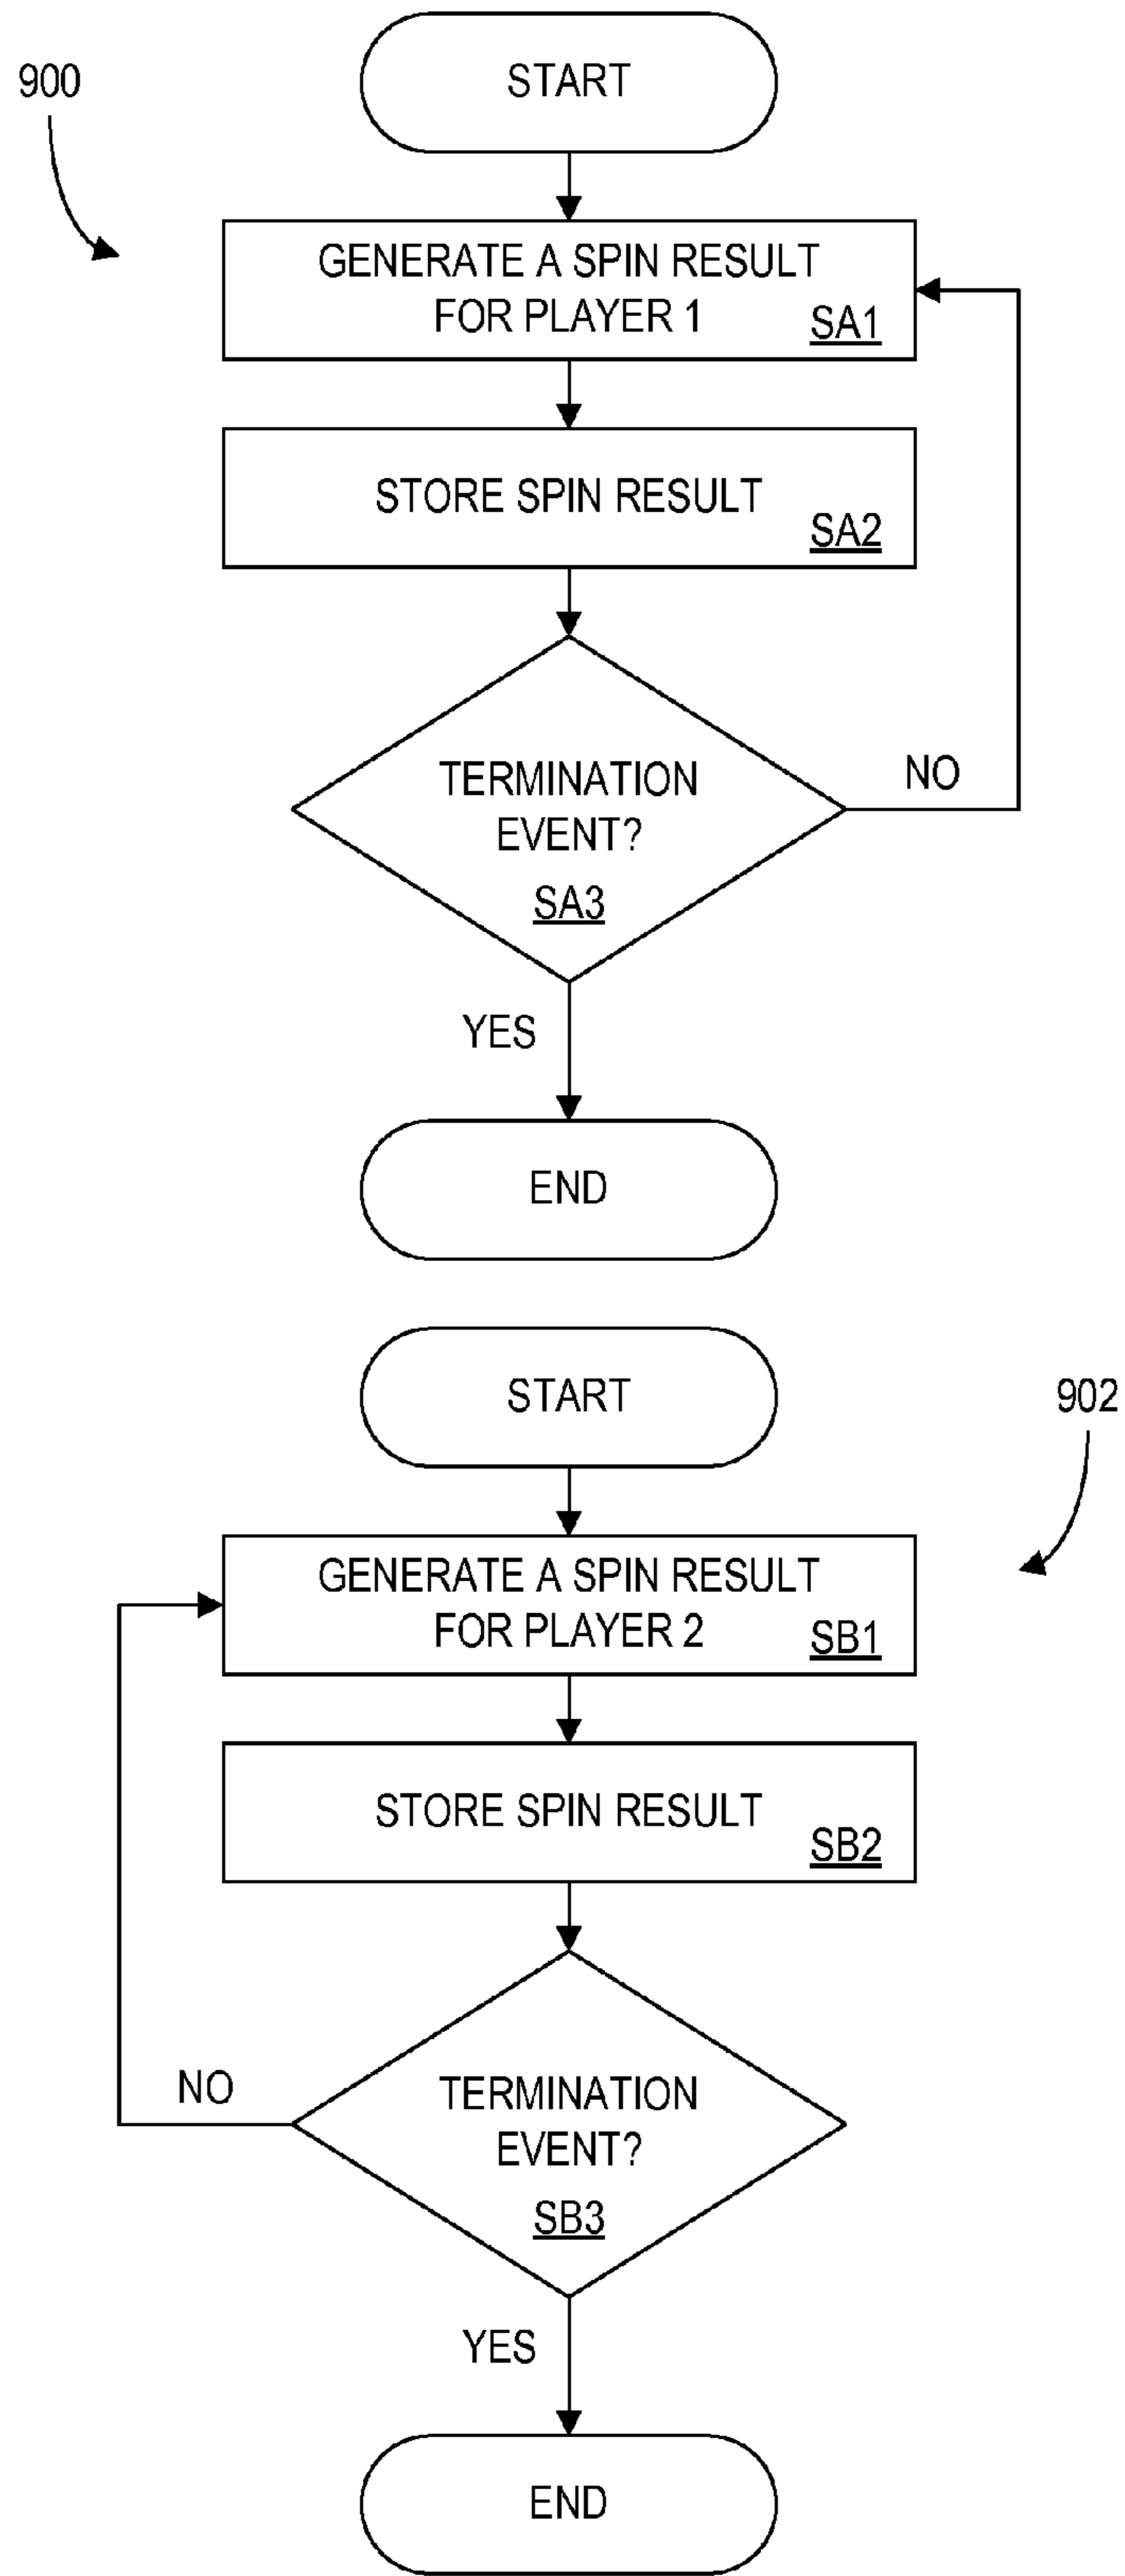 START
900
GENERATE A SPIN RESULT
FOR PLAYER 1
SA1
STORE SPIN RESULT
SA2
TERMINATION
EVENT?
SA3
NO
YES
END
START
902
GENERATE A SPIN RESULT
FOR PLAYER 2
SB1
STORE SPIN RESULT
SB2
NO
TERMINATION
EVENT?
SB3
YES
END